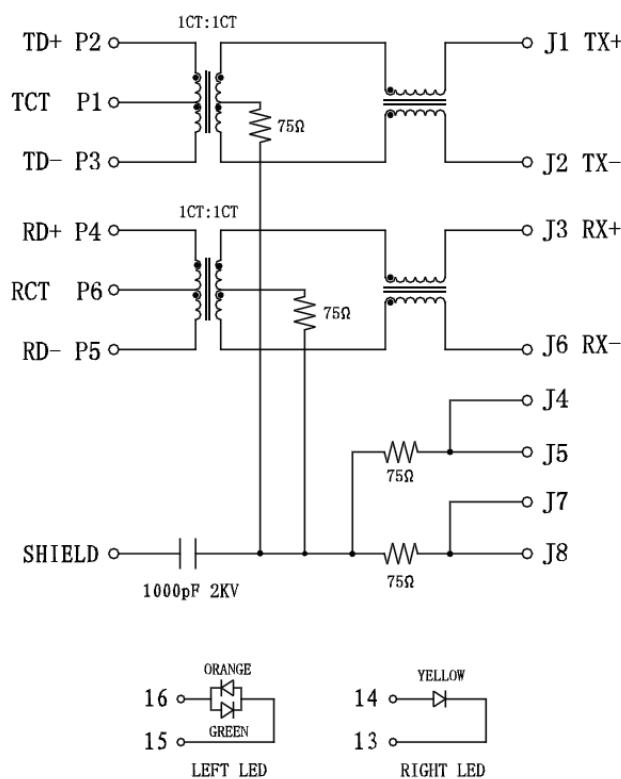 1CT:1CT
TD+ P2 J1 TX+
TCT P1
75Ω
TD- P3 J2 TX-
1CT:1CT
RD+ P4 J3 RX+
RCT P6
75Ω
RD- P5 J6 RX-
J4
J5
75Ω
J7
SHIELD J8
1000pF 2KV 75Ω
ORANGE YELLOW
16 14
15 GREEN 13
LEFT LED RIGHT LED